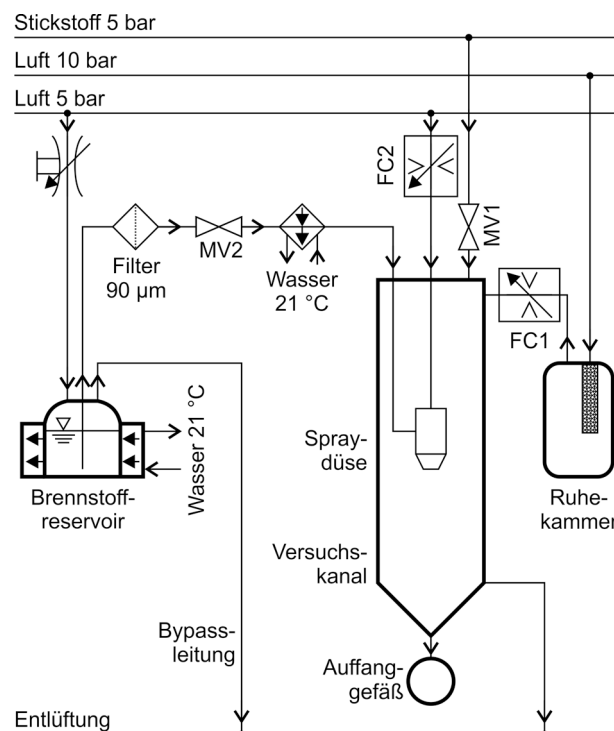 Stickstoff 5 bar
Luft 10 bar
Luft 5 bar
FC2
MV1
MV2
Filter
90 µm
Wasser
21 °C
FC1
Wasser 21 °C
Spray-
düse
Brennstoff-
reservoir
Ruhe-
kammer
Versuchs-
kanal
Bypass-
leitung
Auffang-
gefäß
Entlüftung